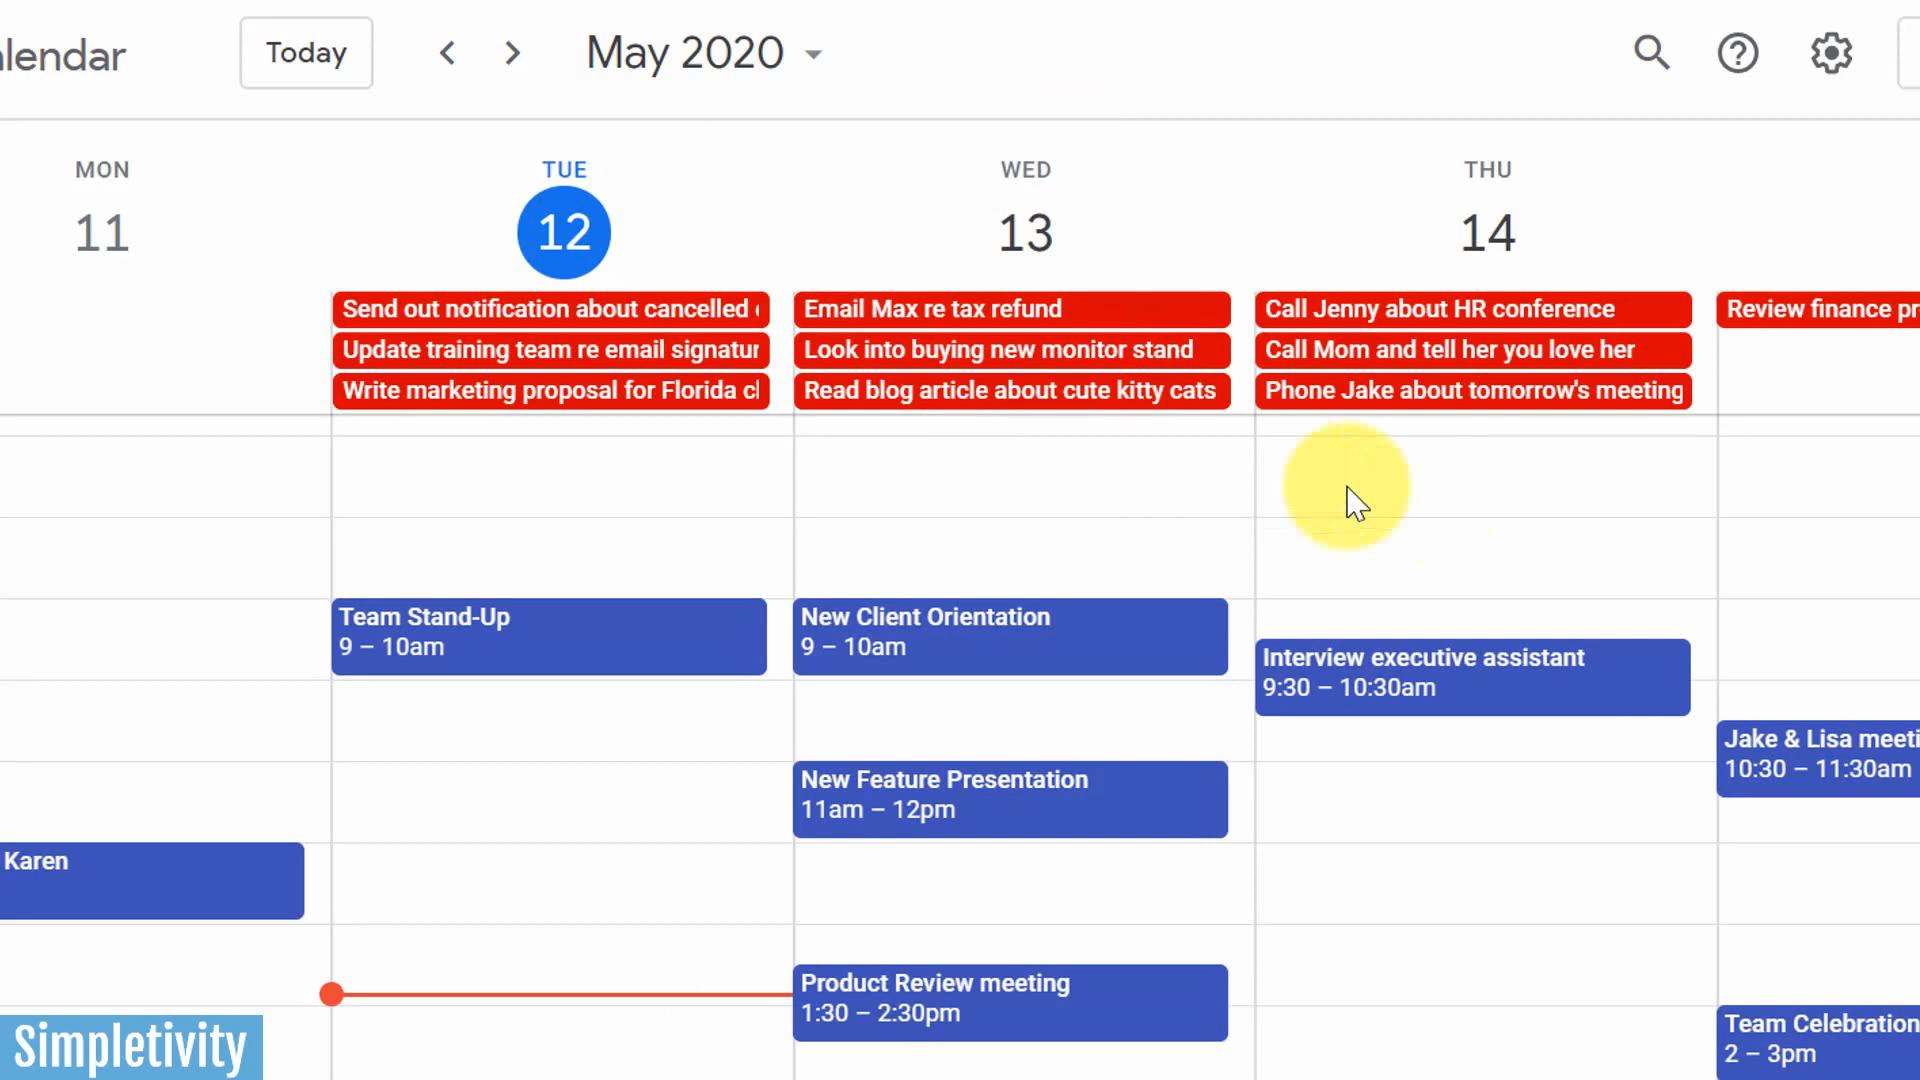 lendar
Today
May 2020
MON
11
TUE
12
WED
13
THU
14
Send out notification about cancelled
Update training team re email signatur
Write marketing proposal for Florida cl
Email Max re tax refund
Look into buying new monitor stand
Read blog article about cute kitty cats
Call Jenny about HR conference
Call Mom and tell her you love her
Phone Jake about tomorrow's meeting
Review finance pr
Karen
Team Stand-Up
9 – 10am
New Client Orientation
9 – 10am
New Feature Presentation
11am – 12pm
Product Review meeting
1:30 – 2:30pm
Interview executive assistant
9:30 – 10:30am
Jake & Lisa meeti
10:30 – 11:30am
Team Celebration
2 – 3pm
Simpletivity